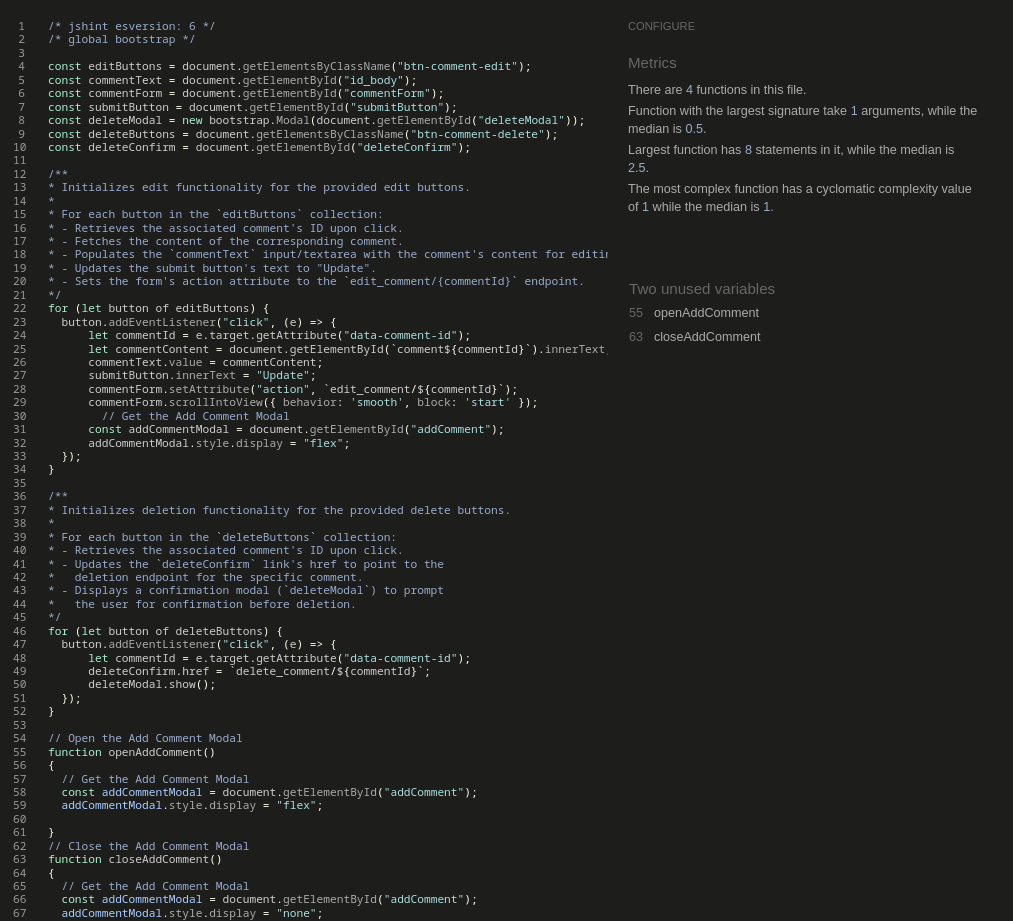 1 /* jshint esversion: 6 */
2 /* global bootstrap */
3
4 const editButtons = document.getElementsByClassName("btn-comment-edit");
5 const commentText = document.getElementById("id_body");
6 const commentForm = document.getElementById("commentForm");
7 const submitButton = document.getElementById("submitButton");
8 const deleteModal = new bootstrap.Modal(document.getElementById("deleteModal"));
9 const deleteButtons = document.getElementsByClassName("btn-comment-delete");
10 const deleteConfirm = document.getElementById("deleteConfirm");
11
12 /**
13 * Initializes edit functionality for the provided edit buttons.
14 *
15 * For each button in the `editButtons` collection:
16 * - Retrieves the associated comment's ID upon click.
17 * - Fetches the content of the corresponding comment.
18 * - Populates the `commentText` input/textarea with the comment's content for editin
19 * - Updates the submit button's text to "Update".
20 * - Sets the form's action attribute to the `edit_comment/{commentId}` endpoint.
21 */
22 for (let button of editButtons) {
23 button.addEventListener("click", (e) => {
24 let commentId = e.target.getAttribute("data-comment-id");
25 let commentContent = document.getElementById(`comment${commentId}`).innerText;
26 commentText.value = commentContent;
27 submitButton.innerText = "Update";
28 commentForm.setAttribute("action", `edit_comment/${commentId}`);
29 commentForm.scrollIntoView({ behavior: 'smooth', block: 'start' });
30 // Get the Add Comment Modal
31 const addCommentModal = document.getElementById("addComment");
32 addCommentModal.style.display = "flex";
33 });
34 }
35
36 /**
37 * Initializes deletion functionality for the provided delete buttons.
38 *
39 * For each button in the `deleteButtons` collection:
40 * - Retrieves the associated comment's ID upon click.
41 * - Updates the `deleteConfirm` link's href to point to the
42 * deletion endpoint for the specific comment.
43 * - Displays a confirmation modal (`deleteModal`) to prompt
44 * the user for confirmation before deletion.
45 */
46 for (let button of deleteButtons) {
47 button.addEventListener("click", (e) => {
48 let commentId = e.target.getAttribute("data-comment-id");
49 deleteConfirm.href = `delete_comment/${commentId}`;
50 deleteModal.show();
51 });
52 }
53
54 // Open the Add Comment Modal
55 function openAddComment()
56 {
57 // Get the Add Comment Modal
58 const addCommentModal = document.getElementById("addComment");
59 addCommentModal.style.display = "flex";
60
61 }
62 // Close the Add Comment Modal
63 function closeAddComment()
64 {
65 // Get the Add Comment Modal
66 const addCommentModal = document.getElementById("addComment");
67 addCommentModal.style.display = "none";
CONFIGURE
Metrics
There are 4 functions in this file.
Function with the largest signature take 1 arguments, while the
median is 0.5.
Largest function has 8 statements in it, while the median is
2.5.
The most complex function has a cyclomatic complexity value
of 1 while the median is 1.
Two unused variables
55 openAddComment
63 closeAddComment